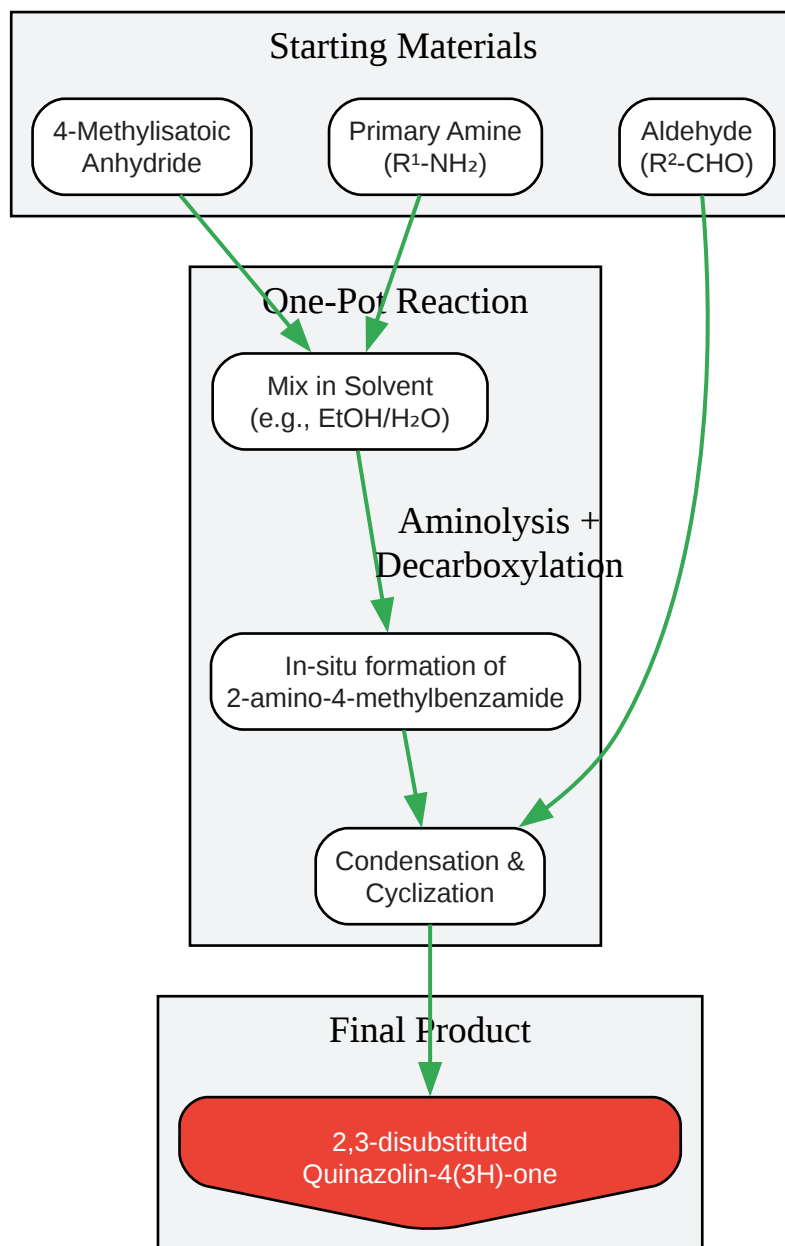 Starting Materials
4-Methylisatoic
Anhydride
Primary Amine
(R¹-NH₂)
Aldehyde
(R²-CHO)
One-Pot Reaction
Mix in Solvent
(e.g., EtOH/H₂O)
Aminolysis +
Decarboxylation
In-situ formation of
2-amino-4-methylbenzamide
Condensation &
Cyclization
Final Product
2,3-disubstituted
Quinazolin-4(3H)-one